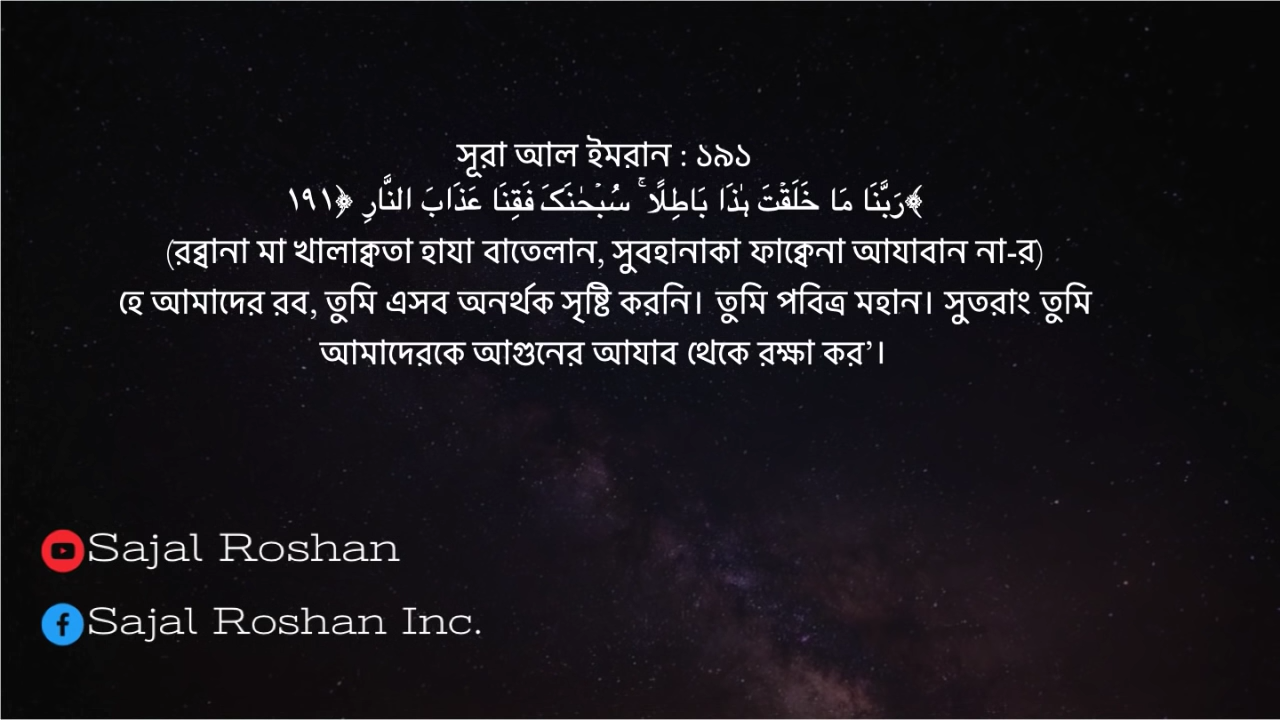 সূরা আল ইমরান : ১৯১
﴾رَبَّنَا مَا خَلَقْتَ ہٰذَا بَاطِلًا ۚ سُبْحٰنَکَ فَقِنَا عَذَابَ النَّارِ ﴿۱۹۱
(রব্বানা মা খালাক্বতা হাযা বাতেলান, সুবহানাকা ফাক্বেনা আযাবান না-র)
হে আমাদের রব, তুমি এসব অনর্থক সৃষ্টি করনি। তুমি পবিত্র মহান। সুতরাং তুমি
আমাদেরকে আগুনের আযাব থেকে রক্ষা কর’।
Sajal Roshan
Sajal Roshan Inc.